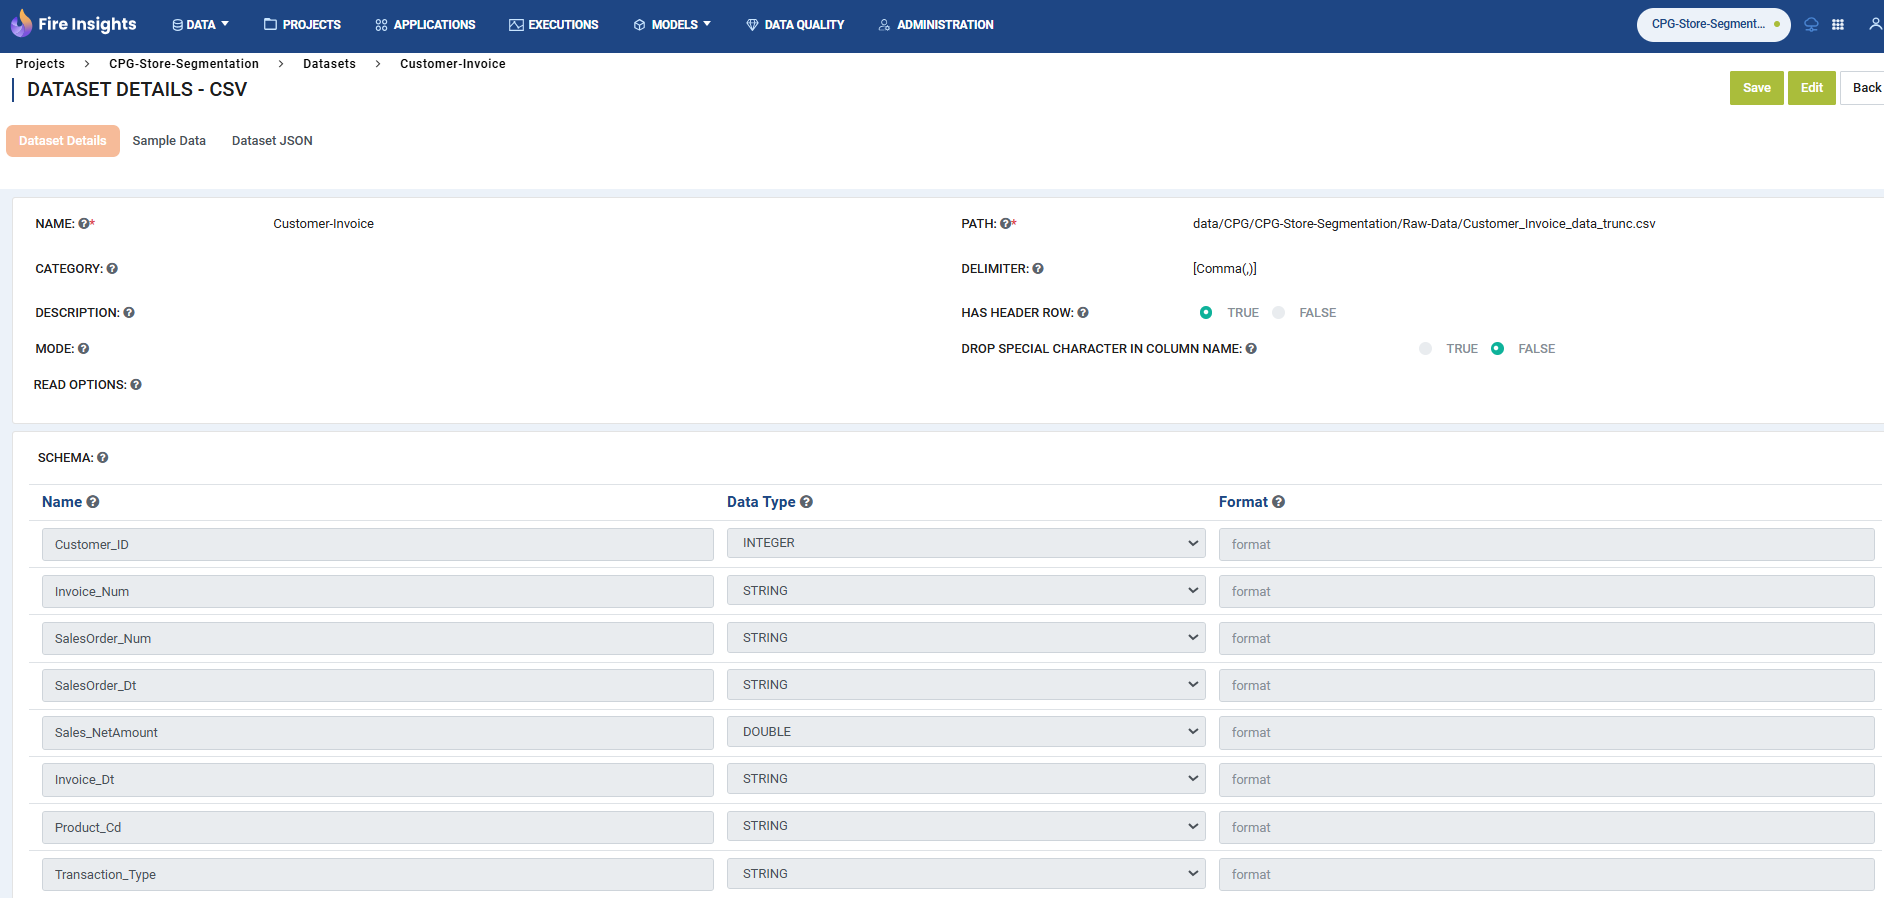 Fire Insights DATA PROJECTS APPLICATIONS EXECUTIONS MODELS DATA QUALITY ADMINISTRATION CPG-Store-Segment...
Projects > CPG-Store-Segmentation > Datasets > Customer-Invoice
DATASET DETAILS - CSV
Save Edit Back
Dataset Details Sample Data Dataset JSON
NAME: ?* Customer-Invoice PATH: ?* data/CPG/CPG-Store-Segmentation/Raw-Data/Customer_Invoice_data_trunc.csv
CATEGORY: ? DELIMITER: ? [Comma(,)]
DESCRIPTION: ? HAS HEADER ROW: ? TRUE FALSE
MODE: ? DROP SPECIAL CHARACTER IN COLUMN NAME: ? TRUE FALSE
READ OPTIONS: ?
SCHEMA: ?
Name ? Data Type ? Format ?
Customer_ID INTEGER format
Invoice_Num STRING format
SalesOrder_Num STRING format
SalesOrder_Dt STRING format
Sales_NetAmount DOUBLE format
Invoice_Dt STRING format
Product_Cd STRING format
Transaction_Type STRING format